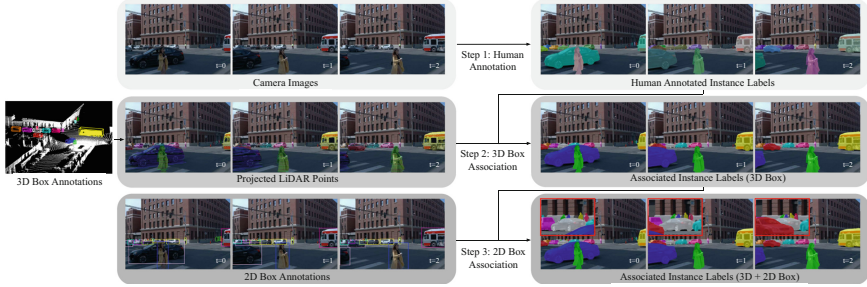 t=0
t=1
t=2
Camera Images
Step 1: Human
Annotation
t=0
t=1
t=2
Human Annotated Instance Labels
3D Box Annotations
t=0
t=1
t=2
Projected LiDAR Points
Step 2: 3D Box
Association
t=0
t=1
t=2
Associated Instance Labels (3D Box)
t=0
t=1
t=2
2D Box Annotations
Step 3: 2D Box
Association
t=0
t=1
t=2
Associated Instance Labels (3D + 2D Box)